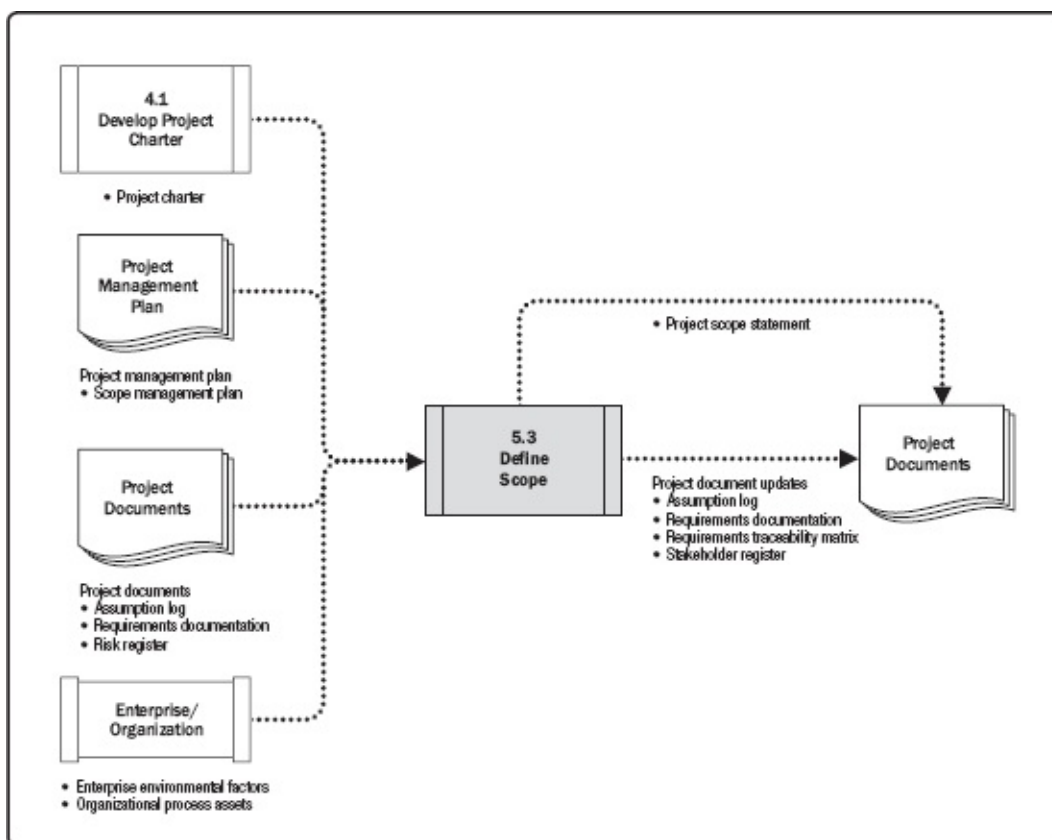 4.1
Develop Project
Charter
• Project charter
Project
Management
Plan
Project management plan
• Scope management plan
Project
Documents
Project documents
• Assumption log
• Requirements documentation
• Risk register
Enterprise/
Organization
• Enterprise environmental factors
• Organizational process assets
5.3
Define
Scope
• Project scope statement
Project document updates
• Assumption log
• Requirements documentation
• Requirements traceability matrix
• Stakeholder register
Project
Documents